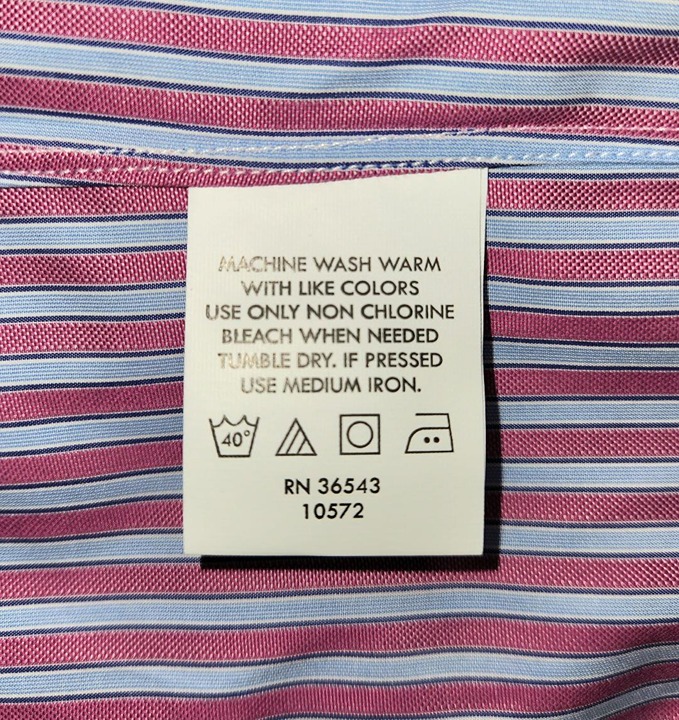 MACHINE WASH WARM
WITH LIKE COLORS
USE ONLY NON CHLORINE
BLEACH WHEN NEEDED
TUMBLE DRY. IF PRESSED
USE MEDIUM IRON.
40°
RN 36543
10572